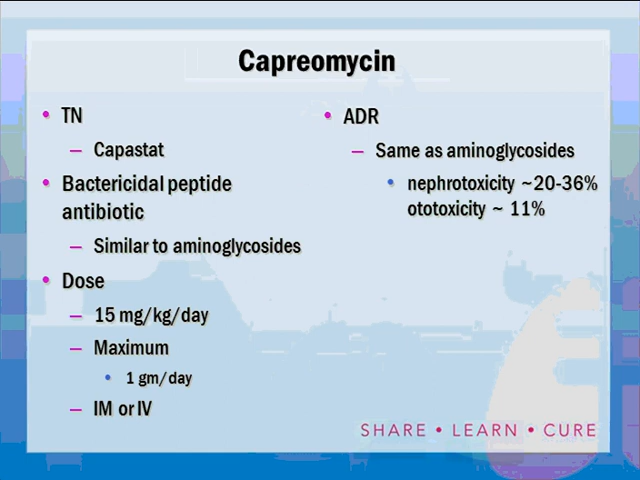 Capreomycin
• TN
– Capastat
• Bactericidal peptide
antibiotic
– Similar to aminoglycosides
• Dose
– 15 mg/kg/day
– Maximum
• 1 gm/day
– IM or IV
• ADR
– Same as aminoglycosides
• nephrotoxicity ~20-36%
ototoxicity ~ 11%
SHARE • LEARN • CURE